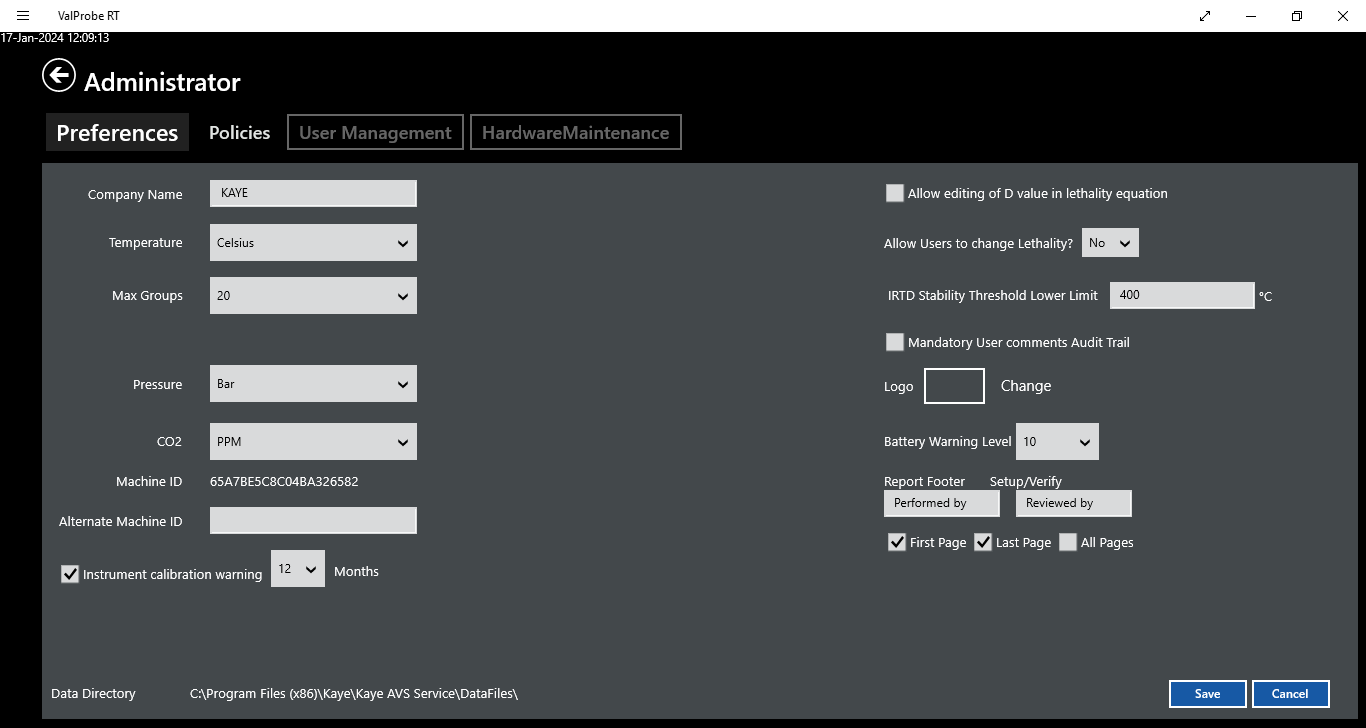 ValProbe RT
17-Jan-2024 12:09:13
Administrator
Preferences Policies User Management HardwareMaintenance
Company Name KAYE
Temperature Celsius
Max Groups 20
Pressure Bar
CO2 PPM
Machine ID 65A7BE5C8C04BA326582
Alternate Machine ID
Instrument calibration warning 12 Months
Allow editing of D value in lethality equation
Allow Users to change Lethality? No
IRTD Stability Threshold Lower Limit 400 °C
Mandatory User comments Audit Trail
Logo Change
Battery Warning Level 10
Report Footer Setup/Verify
Performed by Reviewed by
First Page Last Page All Pages
Data Directory C:\Program Files (x86)\Kaye\Kaye AVS Service\DataFiles\
Save Cancel